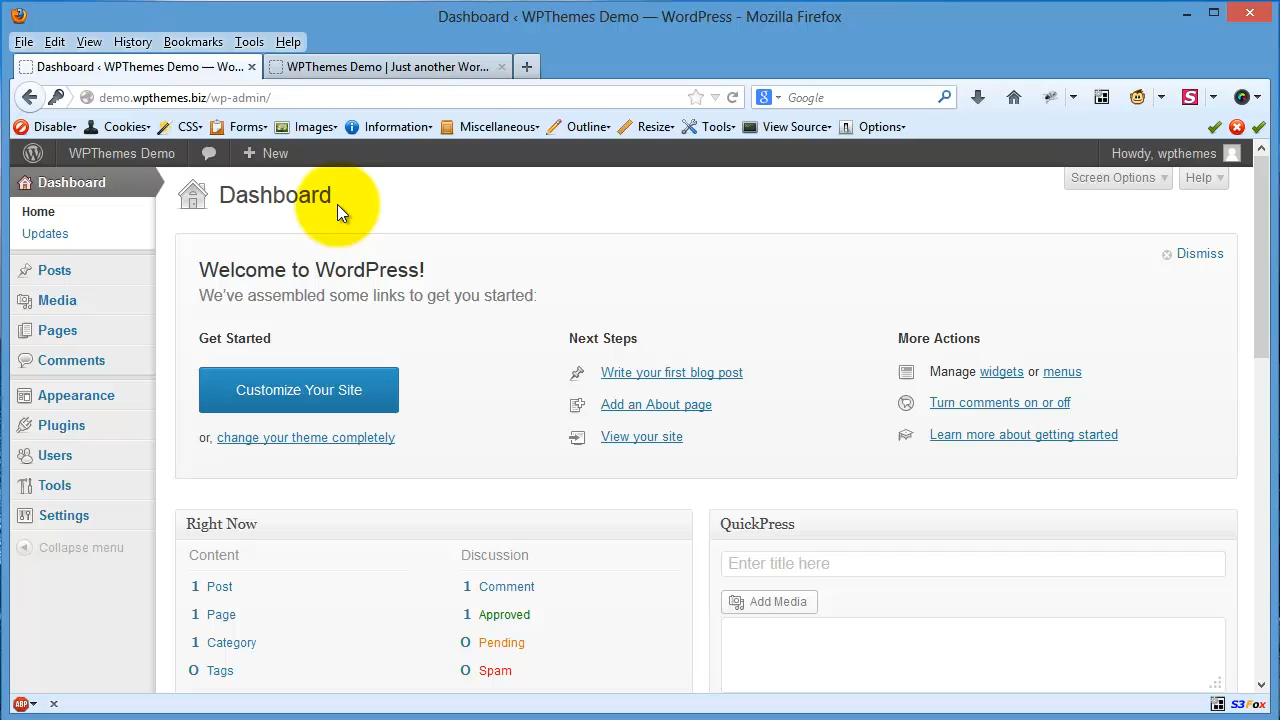 Dashboard ‹ WPThemes Demo — WordPress - Mozilla Firefox
File Edit View History Bookmarks Tools Help
Dashboard ‹ WPThemes Demo — Wo... × WPThemes Demo | Just another Wor... × +
demo.wpthemes.biz/wp-admin/ Google
Disable Cookies CSS Forms Images Information Miscellaneous Outline Resize Tools View Source Options
WPThemes Demo + New Howdy, wpthemes
Dashboard
Home
Updates
Posts
Media
Pages
Comments
Appearance
Plugins
Users
Tools
Settings
Collapse menu
Dashboard
Screen Options Help
Welcome to WordPress!
Dismiss
We've assembled some links to get you started:
Get Started
Customize Your Site
or, change your theme completely
Next Steps
Write your first blog post
Add an About page
View your site
More Actions
Manage widgets or menus
Turn comments on or off
Learn more about getting started
Right Now
Content
1 Post
1 Page
1 Category
0 Tags
Discussion
1 Comment
1 Approved
0 Pending
0 Spam
QuickPress
Enter title here
Add Media
ABP × S3Fox